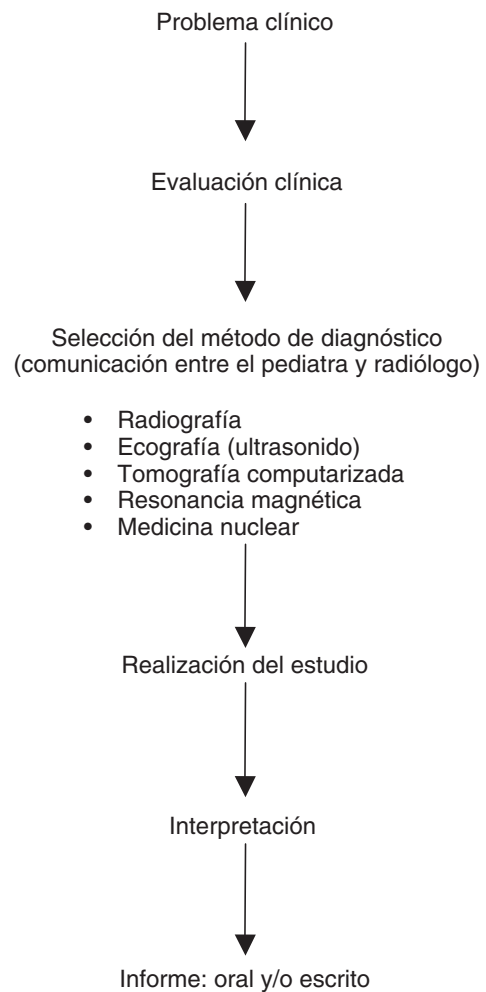 Problema clínico
Evaluación clínica
Selección del método de diagnóstico
(comunicación entre el pediatra y radiólogo)
• Radiografía
• Ecografía (ultrasonido)
• Tomografía computarizada
• Resonancia magnética
• Medicina nuclear
Realización del estudio
Interpretación
Informe: oral y/o escrito